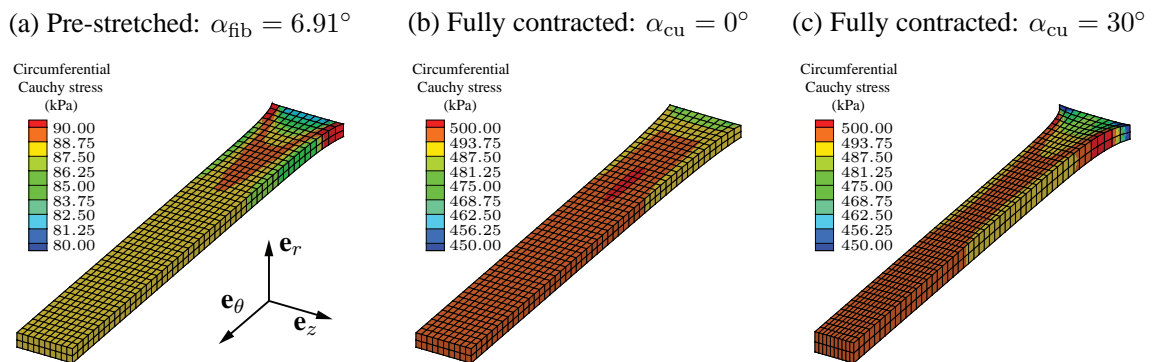 (a) Pre-stretched: α_fib = 6.91°
Circumferential
Cauchy stress
(kPa)
90.00
88.75
87.50
86.25
85.00
83.75
82.50
81.25
80.00
e_r
e_θ
e_z
(b) Fully contracted: α_cu = 0°
Circumferential
Cauchy stress
(kPa)
500.00
493.75
487.50
481.25
475.00
468.75
462.50
456.25
450.00
(c) Fully contracted: α_cu = 30°
Circumferential
Cauchy stress
(kPa)
500.00
493.75
487.50
481.25
475.00
468.75
462.50
456.25
450.00